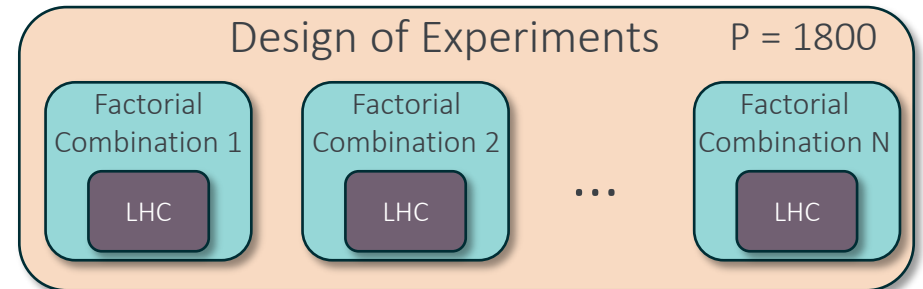 Design of Experiments P = 1800
Factorial Factorial Factorial
Combination 1 Combination 2 Combination N
...
LHC LHC LHC